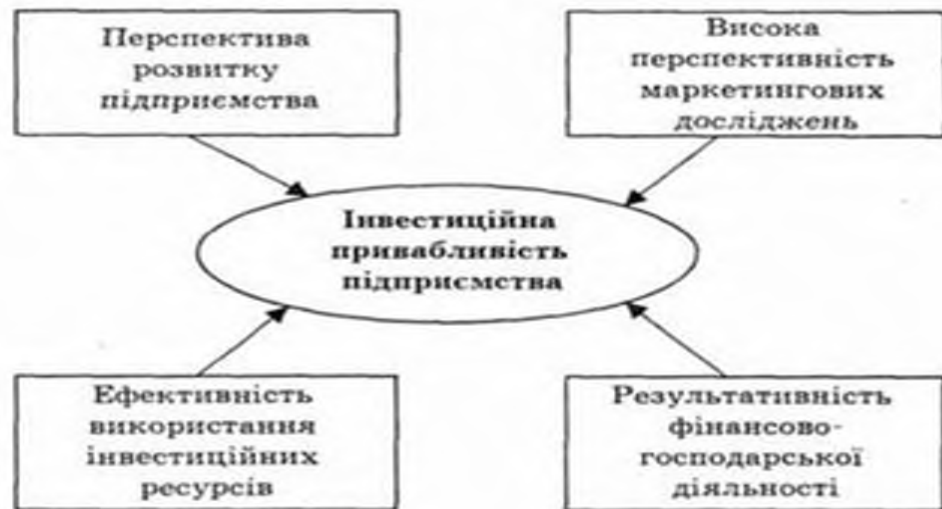 Перспектива
розвитку
підприємства
Висока
перспективність
маркетингових
досліджень
Інвестиційна
привабливість
підприємства
Ефективність
використання
інвестиційних
ресурсів
Результативність
фінансово-
господарської
діяльності